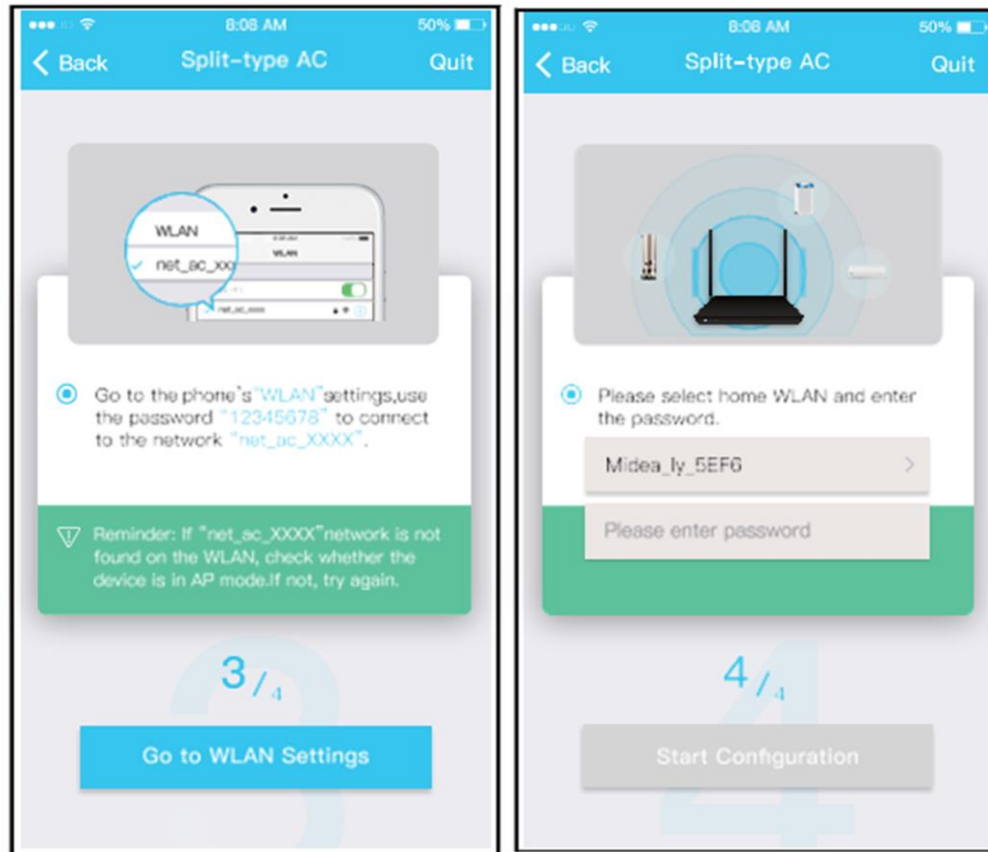 8:08 AM
50%
Back
Split-type AC
Quit
WLAN
net_ac_xxx
WLAN
net_ac_xxxx
Go to the phone's"WLAN"settings,use
the password "12345678" to connect
to the network "net_ac_XXXX".
Reminder: If "net_ac_XXXX"network is not
found on the WLAN, check whether the
device is in AP mode.If not, try again.
3/4
Go to WLAN Settings
8:08 AM
50%
Back
Split-type AC
Quit
Please select home WLAN and enter
the password.
Midea_ly_5EF6
Please enter password
4/4
Start Configuration